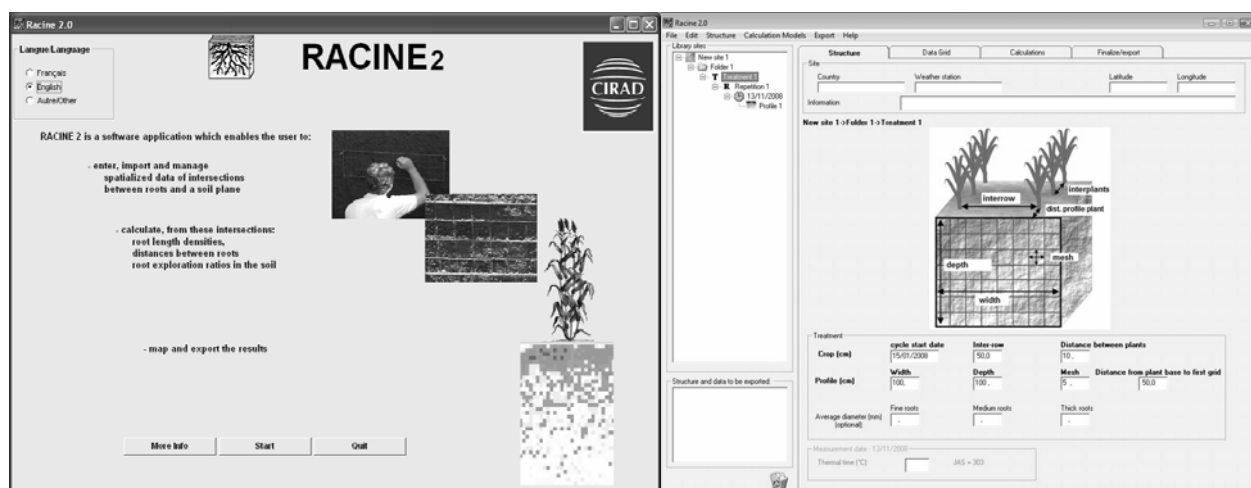 Racine 2.0
Langue Language
Français
English
Autre/Other
RACINE 2
CIRAD
RACINE 2 is a software application which enables the user to:
- enter, import and manage
spatialized data of intersections
between roots and a soil plane
- calculate, from these intersections:
root length densities,
distances between roots
root exploration ratios in the soil
- map and export the results
More Info Start Quit
Racine 2.0
File Edit Structure Calculation Models Export Help
Library sites
New site 1
Folder 1
T Treatment 1
R Repetition 1
13/11/2008
Profile 1
Structure and data to be exported:
Structure Data Grid Calculations Finalize/export
Site
Country Weather station Latitude Longitude
Information
New site 1->Folder 1->Treatment 1
interplants
interrow
dist. profile plant
mesh
depth
width
Treatment
cycle start date Inter-row Distance between plants
Crop (cm) 15/01/2008 50,0 10 ,
Width Depth Mesh Distance from plant base to first grid
Profile (cm) 100, 100 , 5 , 50,0
Fine roots Medium roots Thick roots
Average diameter (mm)
(optional)
Measurement date : 13/11/2008
Thermal time (°C) JAS = 303